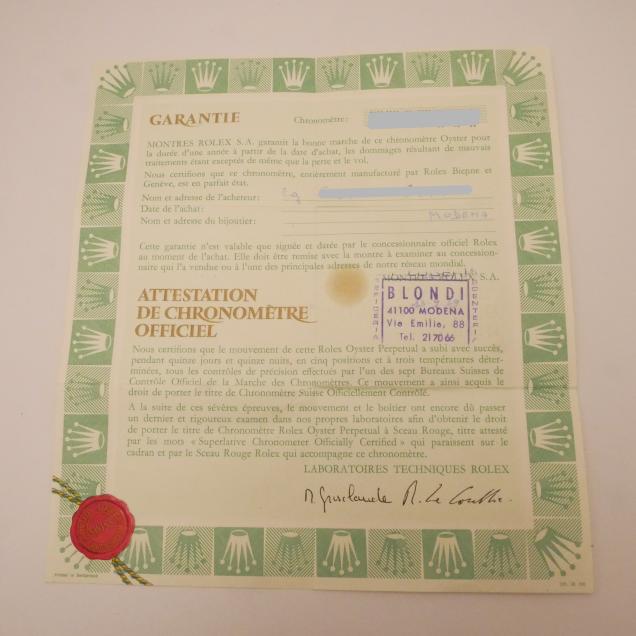 GARANTIE
Chronomètre:
MONTRES ROLEX S.A. garantit la bonne marche de ce chronomètre Oyster pour
la durée d'une année à partir de la date d'achat, les dommages résultant de mauvais
traitements étant exceptés de même que la perte et le vol.
Nous certifions que ce chronomètre, entièrement manufacturé par Rolex Bienne et
Genève, est en parfait état.
Nom et adresse de l'acheteur:
Date de l'achat:
Nom et adresse du bijoutier:
MODENA
Cette garantie n'est valable que signée et datée par le concessionnaire officiel Rolex
au moment de l'achat. Elle doit être remise avec la montre à examiner au concession-
naire qui l'a vendue ou à l'une des principales adresses de notre réseau mondial.
MONTRES ROLEX S.A.
BLONDI
41100 MODENA
Via Emilia, 88
Tel. 217066
ATTESTATION
DE CHRONOMÈTRE
OFFICIEL
Nous certifions que le mouvement de cette Rolex Oyster Perpetual a subi avec succès,
pendant quinze jours et quinze nuits, en cinq positions et à trois températures déter-
minées, tous les contrôles de précision effectués par l'un des sept Bureaux Suisses de
Contrôle Officiel de la Marche des Chronomètres. Ce mouvement a ainsi acquis le
droit de porter le titre de Chronomètre Suisse Officiellement Contrôlé.
A la suite de ces sévères épreuves, le mouvement et le boîtier ont encore dû passer
un dernier et rigoureux examen dans nos propres laboratoires afin d'obtenir le droit
de porter le titre de Chronomètre Rolex Oyster Perpetual à Sceau Rouge, titre attesté
par les mots «Superlative Chronometer Officially Certified» qui paraissent sur le
cadran et par le Sceau Rouge Rolex qui accompagne ce chronomètre.
LABORATOIRES TECHNIQUES ROLEX
Printed in Switzerland